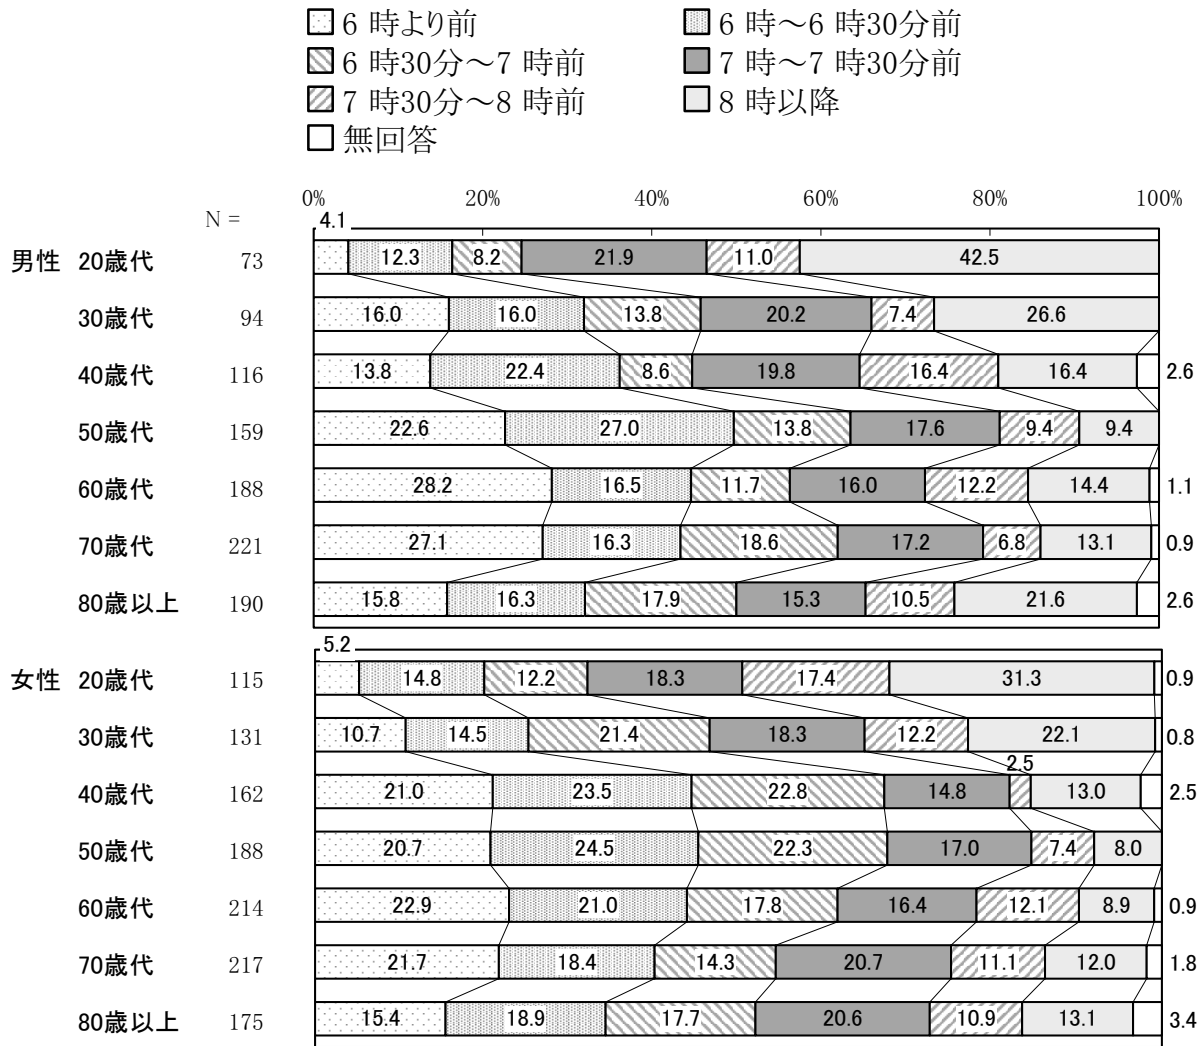 6 時より前 6 時～6 時30分前
6 時30分～7 時前 7 時～7 時30分前
7 時30分～8 時前 8 時以降
無回答
0% 20% 40% 60% 80% 100%
N =
4.1
男性 20歳代 73 12.3 8.2 21.9 11.0 42.5
30歳代 94 16.0 16.0 13.8 20.2 7.4 26.6
40歳代 116 13.8 22.4 8.6 19.8 16.4 16.4 2.6
50歳代 159 22.6 27.0 13.8 17.6 9.4 9.4
60歳代 188 28.2 16.5 11.7 16.0 12.2 14.4 1.1
70歳代 221 27.1 16.3 18.6 17.2 6.8 13.1 0.9
80歳以上 190 15.8 16.3 17.9 15.3 10.5 21.6 2.6
5.2
女性 20歳代 115 14.8 12.2 18.3 17.4 31.3 0.9
30歳代 131 10.7 14.5 21.4 18.3 12.2 22.1 0.8
2.5
40歳代 162 21.0 23.5 22.8 14.8 13.0 2.5
50歳代 188 20.7 24.5 22.3 17.0 7.4 8.0
60歳代 214 22.9 21.0 17.8 16.4 12.1 8.9 0.9
70歳代 217 21.7 18.4 14.3 20.7 11.1 12.0 1.8
80歳以上 175 15.4 18.9 17.7 20.6 10.9 13.1 3.4